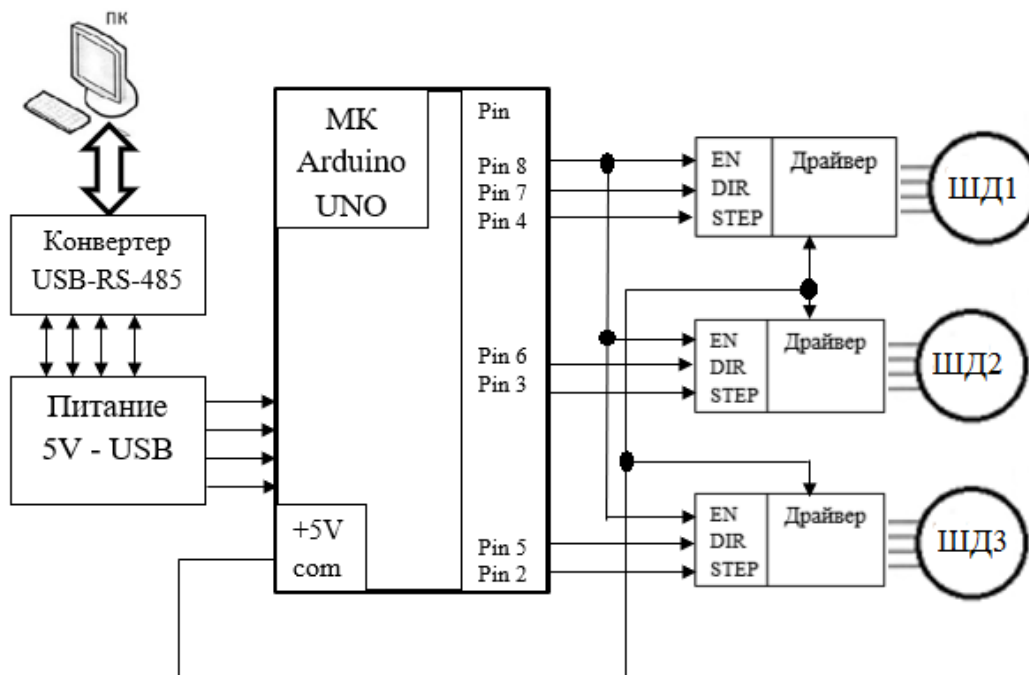 ПК
Конвертер
USB-RS-485
Питание
5V - USB
МК
Arduino
UNO
+5V
com
Pin
Pin 8
Pin 7
Pin 4
Pin 6
Pin 3
Pin 5
Pin 2
EN
DIR
STEP
Драйвер
ШД1
EN
DIR
STEP
Драйвер
ШД2
EN
DIR
STEP
Драйвер
ШД3